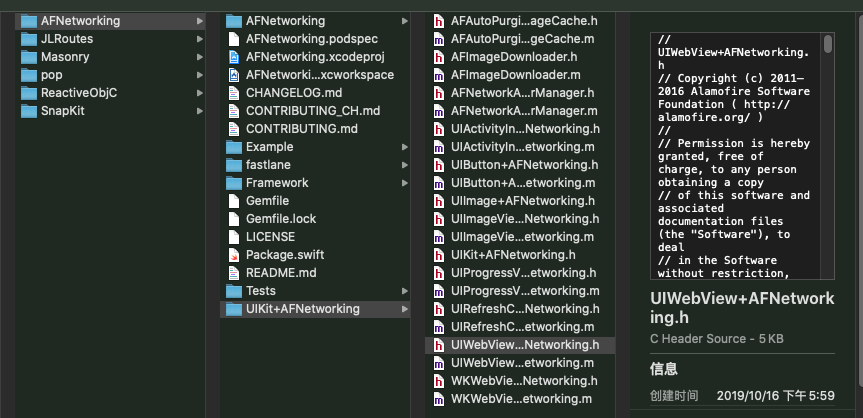 AFNetworking
JLRoutes
Masonry
pop
ReactiveObjC
SnapKit
AFNetworking
AFNetworking.podspec
AFNetworking.xcodeproj
AFNetworki...xcworkspace
CHANGELOG.md
CONTRIBUTING_CH.md
CONTRIBUTING.md
Example
fastlane
Framework
Gemfile
Gemfile.lock
LICENSE
Package.swift
README.md
Tests
UIKit+AFNetworking
AFAutoPurgi...ageCache.h
AFAutoPurgi...geCache.m
AFImageDownloader.h
AFImageDownloader.m
AFNetworkA...rManager.h
AFNetworkA...rManager.m
UIActivityIn...Networking.h
UIActivityIn...etworking.m
UIButton+AFNetworking.h
UIButton+A...etworking.m
UIImage+AFNetworking.h
UIImageVie...Networking.h
UIImageVie...etworking.m
UIKit+AFNetworking.h
UIProgressV...etworking.h
UIProgressV...etworking.m
UIRefreshC...Networking.h
UIRefreshC...etworking.m
UIWebView...Networking.h
UIWebView...etworking.m
WKWebVie...Networking.h
WKWebVie...etworking.m
//
UIWebView+AFNetworking.
h
// Copyright (c) 2011–
2016 Alamofire Software
Foundation ( http://
alamofire.org/ )
//
// Permission is hereby
granted, free of
charge, to any person
obtaining a copy
// of this software and
associated
documentation files
(the "Software"), to
deal
// in the Software
without restriction,
UIWebView+AFNetwork
ing.h
C Header Source - 5 KB
信息
创建时间 2019/10/16 下午5:59